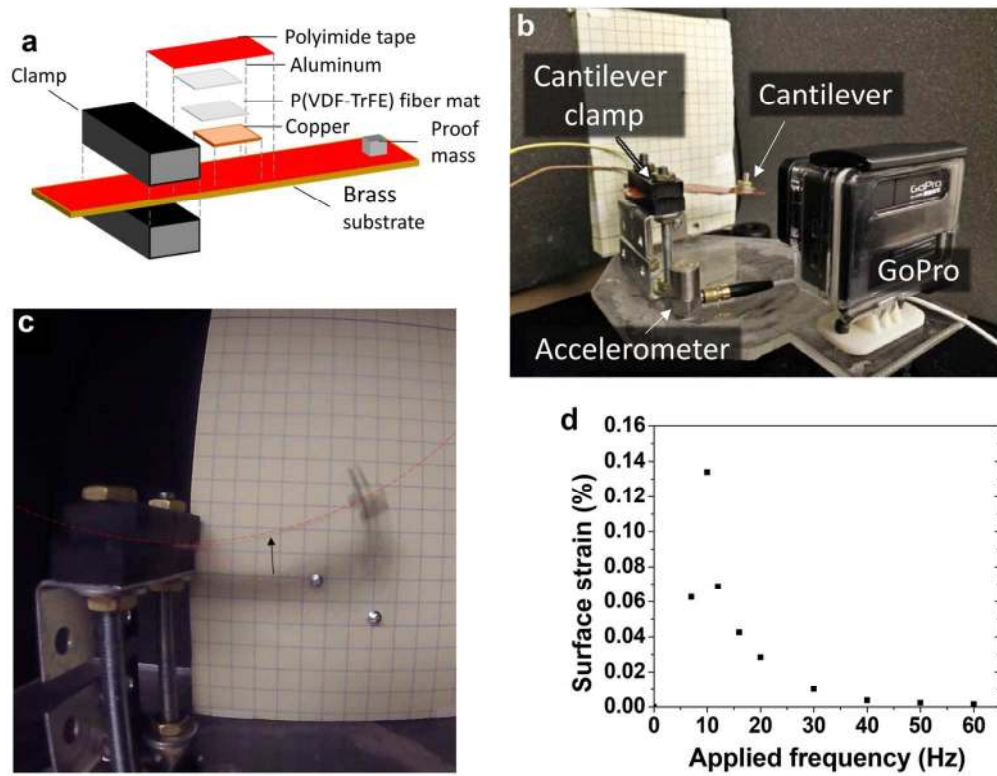 a
Polyimide tape
Aluminum
Clamp
P(VDF-TrFE) fiber mat
Copper
Proof
mass
Brass
substrate
b
Cantilever
clamp
Cantilever
GoPro
GoPro
Accelerometer
c
d
0.16
0.14
0.12
0.10
0.08
0.06
0.04
0.02
0.00
Surface strain (%)
0 10 20 30 40 50 60
Applied frequency (Hz)